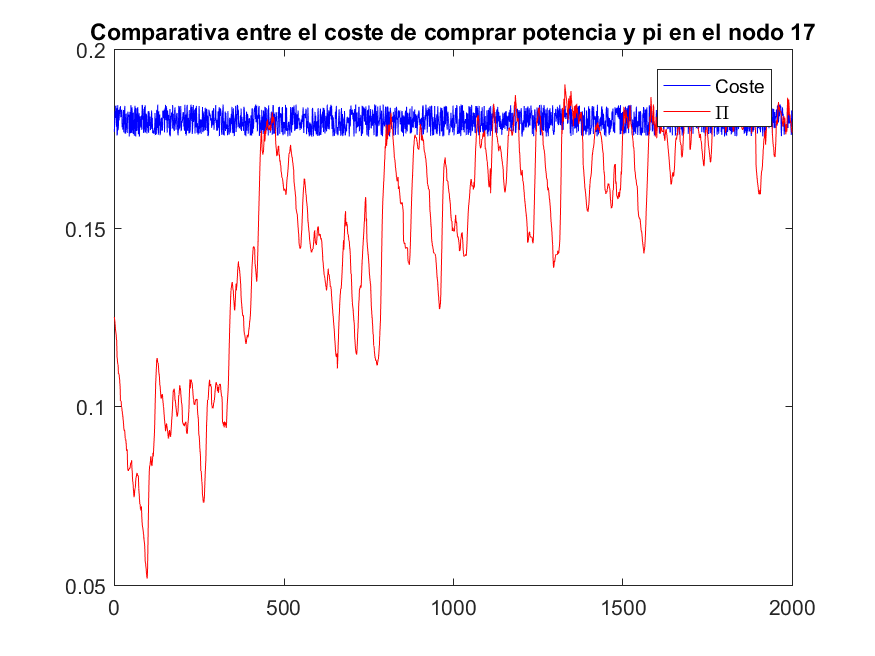 Comparativa entre el coste de comprar potencia y pi en el nodo 17
0.2
Coste
Π
0.15
0.1
0.05
0 500 1000 1500 2000